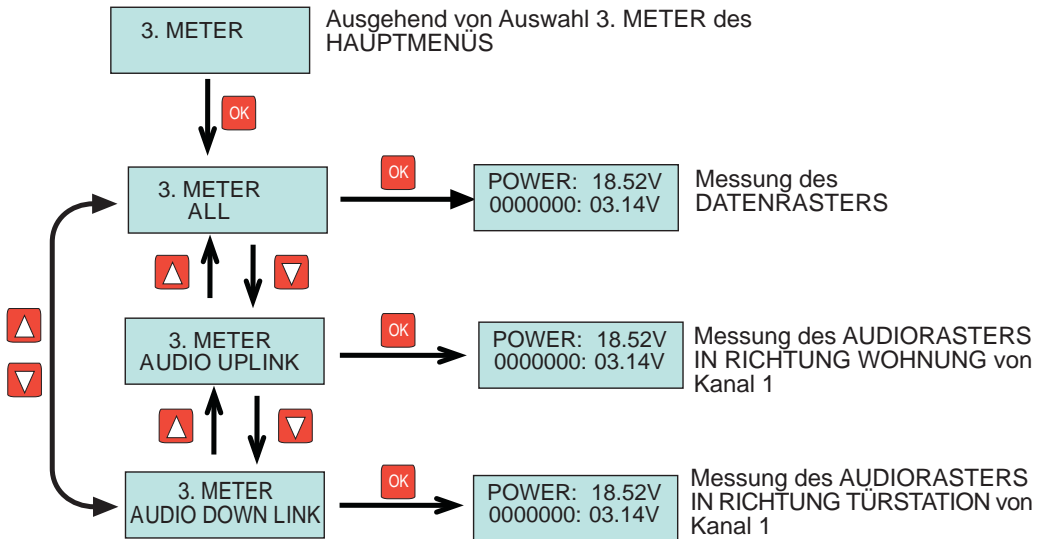 3. METER
Ausgehend von Auswahl 3. METER des
HAUPTMENÜS
OK
3. METER
ALL
OK
POWER: 18.52V
0000000: 03.14V
Messung des
DATENRASTERS
3. METER
AUDIO UPLINK
OK
POWER: 18.52V
0000000: 03.14V
Messung des AUDIORASTERS
IN RICHTUNG WOHNUNG von
Kanal 1
3. METER
AUDIO DOWN LINK
OK
POWER: 18.52V
0000000: 03.14V
Messung des AUDIORASTERS
IN RICHTUNG TÜRSTATION von
Kanal 1